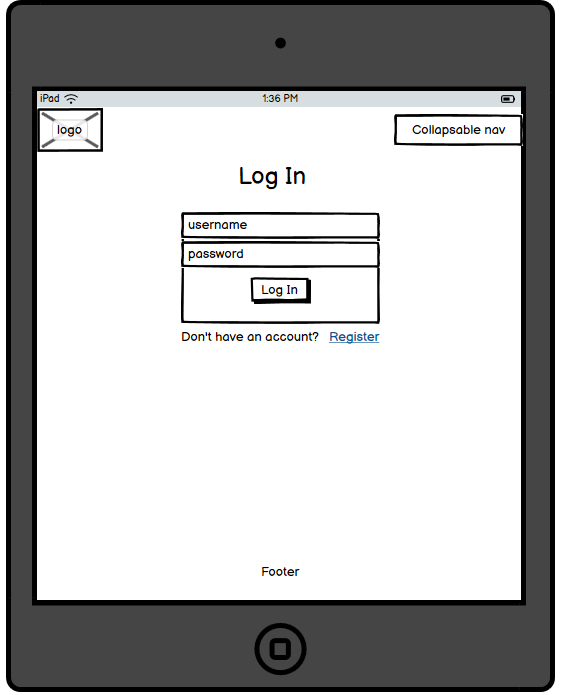 iPad 1:36 PM
logo
Collapsable nav
Log In
username
password
Log In
Don't have an account? Register
Footer